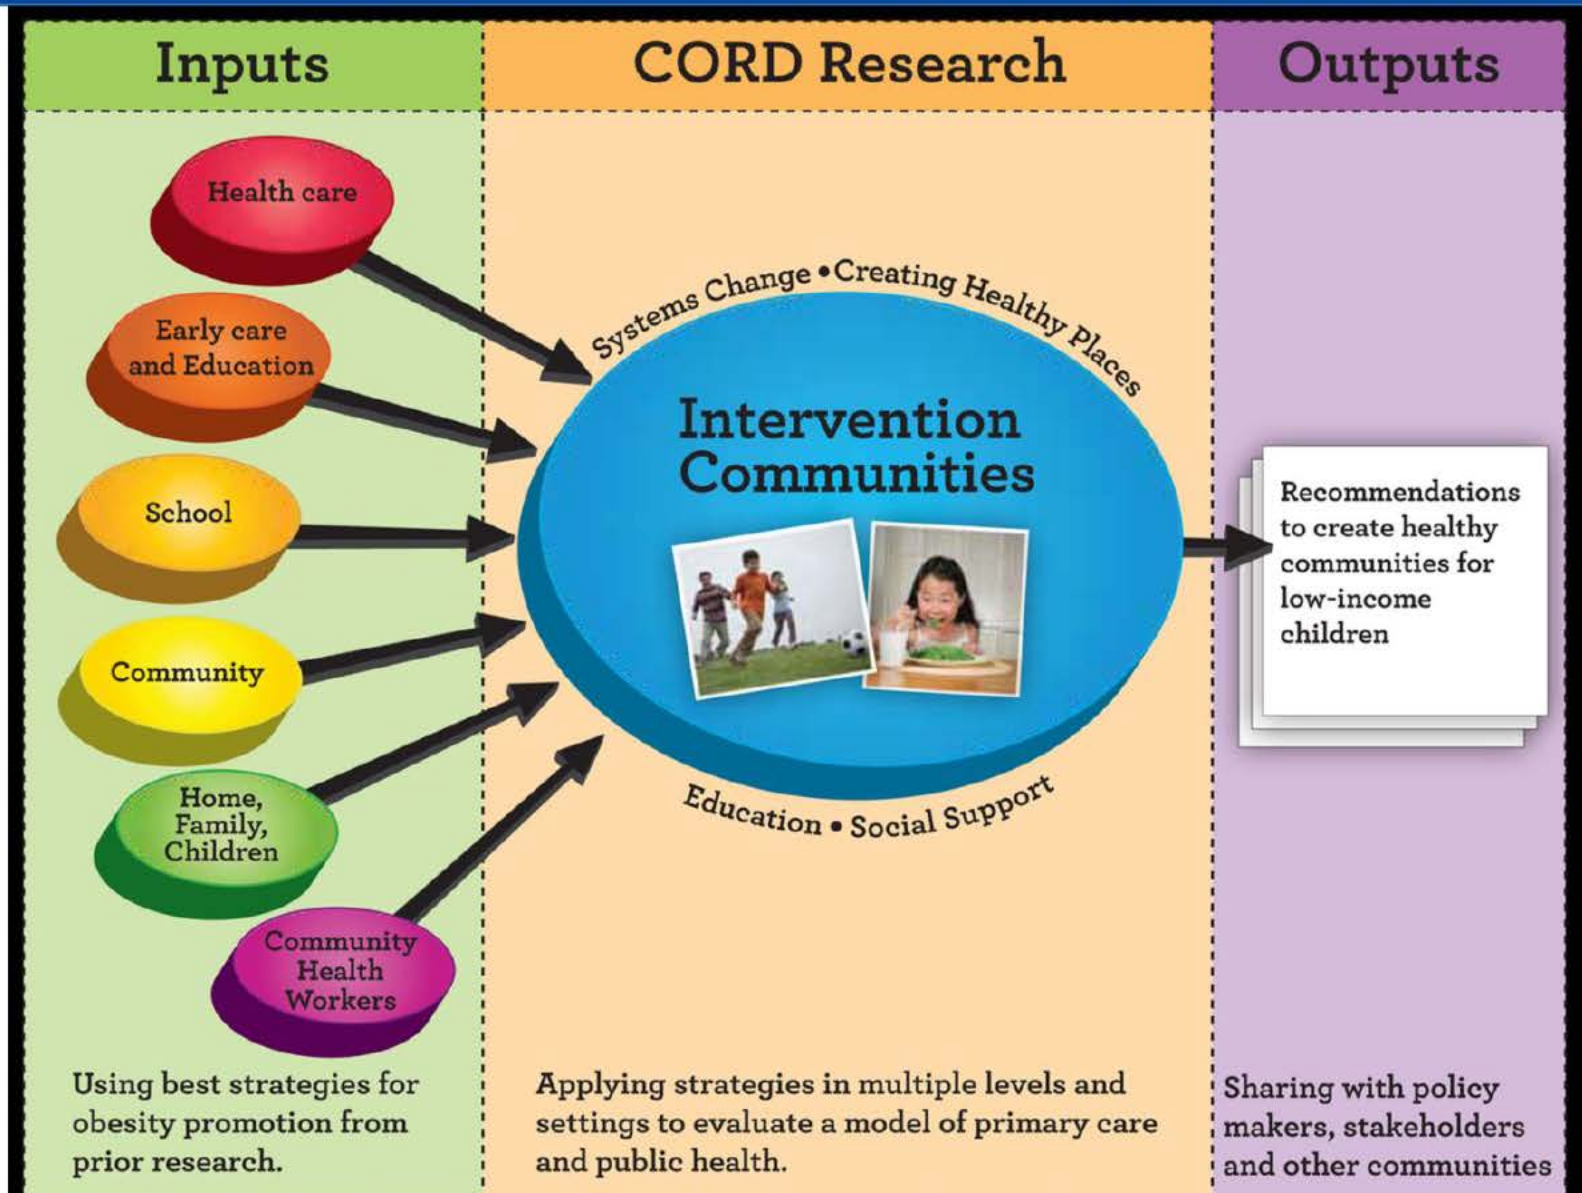 Inputs
CORD Research
Outputs
Health care
Early care
and Education
School
Community
Home,
Family,
Children
Community
Health
Workers
Using best strategies for
obesity promotion from
prior research.
Systems Change • Creating Healthy Places
Intervention
Communities
Education • Social Support
Applying strategies in multiple levels and
settings to evaluate a model of primary care
and public health.
Recommendations
to create healthy
communities for
low-income
children
Sharing with policy
makers, stakeholders
and other communities